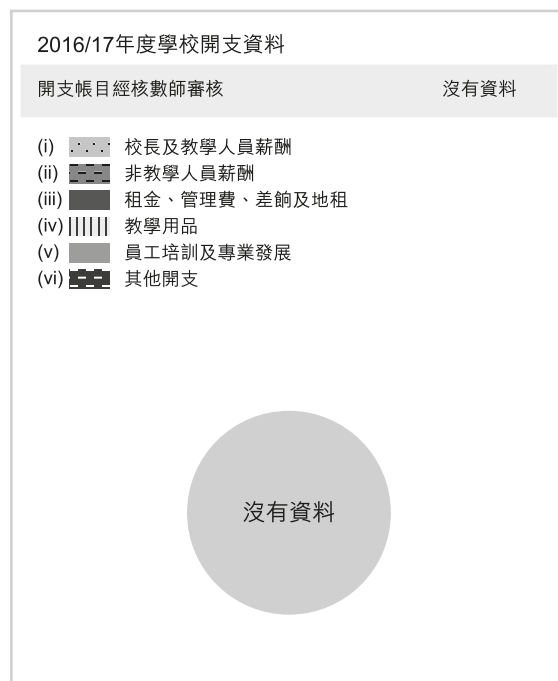 2016/17年度學校開支資料
開支帳目經核數師審核 沒有資料
(i) 校長及教學人員薪酬
(ii) 非教學人員薪酬
(iii) 租金、管理費、差餉及地租
(iv) 教學用品
(v) 員工培訓及專業發展
(vi) 其他開支
沒有資料